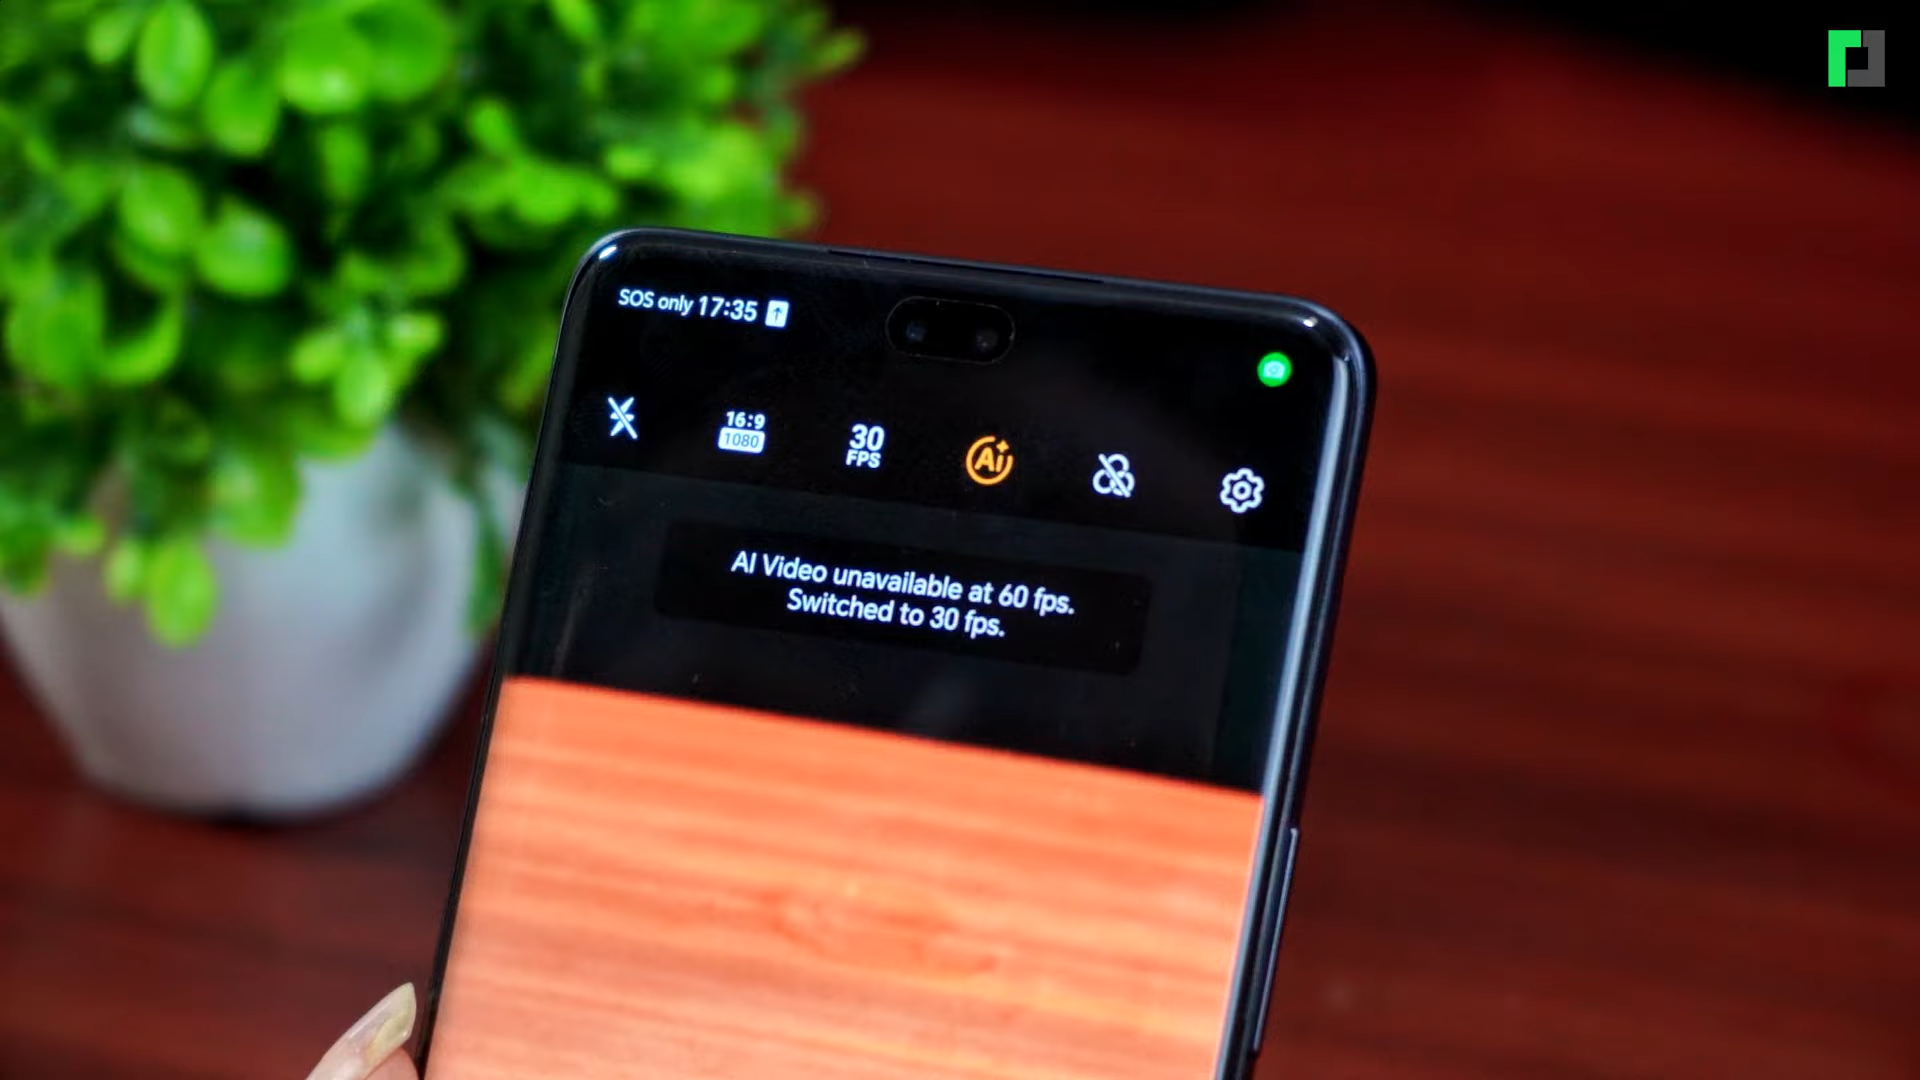 SOS only 17:35
16:9
1080
30
FPS
Ai
AI Video unavailable at 60 fps.
Switched to 30 fps.